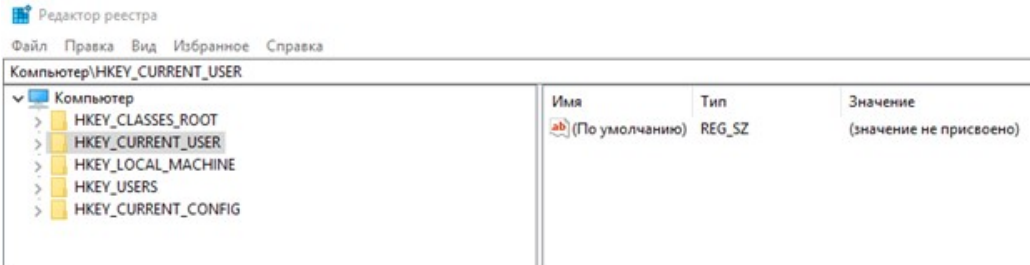 Редактор реестра
Файл Правка Вид Избранное Справка
Компьютер\HKEY_CURRENT_USER
Компьютер
HKEY_CLASSES_ROOT
HKEY_CURRENT_USER
HKEY_LOCAL_MACHINE
HKEY_USERS
HKEY_CURRENT_CONFIG
Имя Тип Значение
ab (По умолчанию) REG_SZ (значение не присвоено)